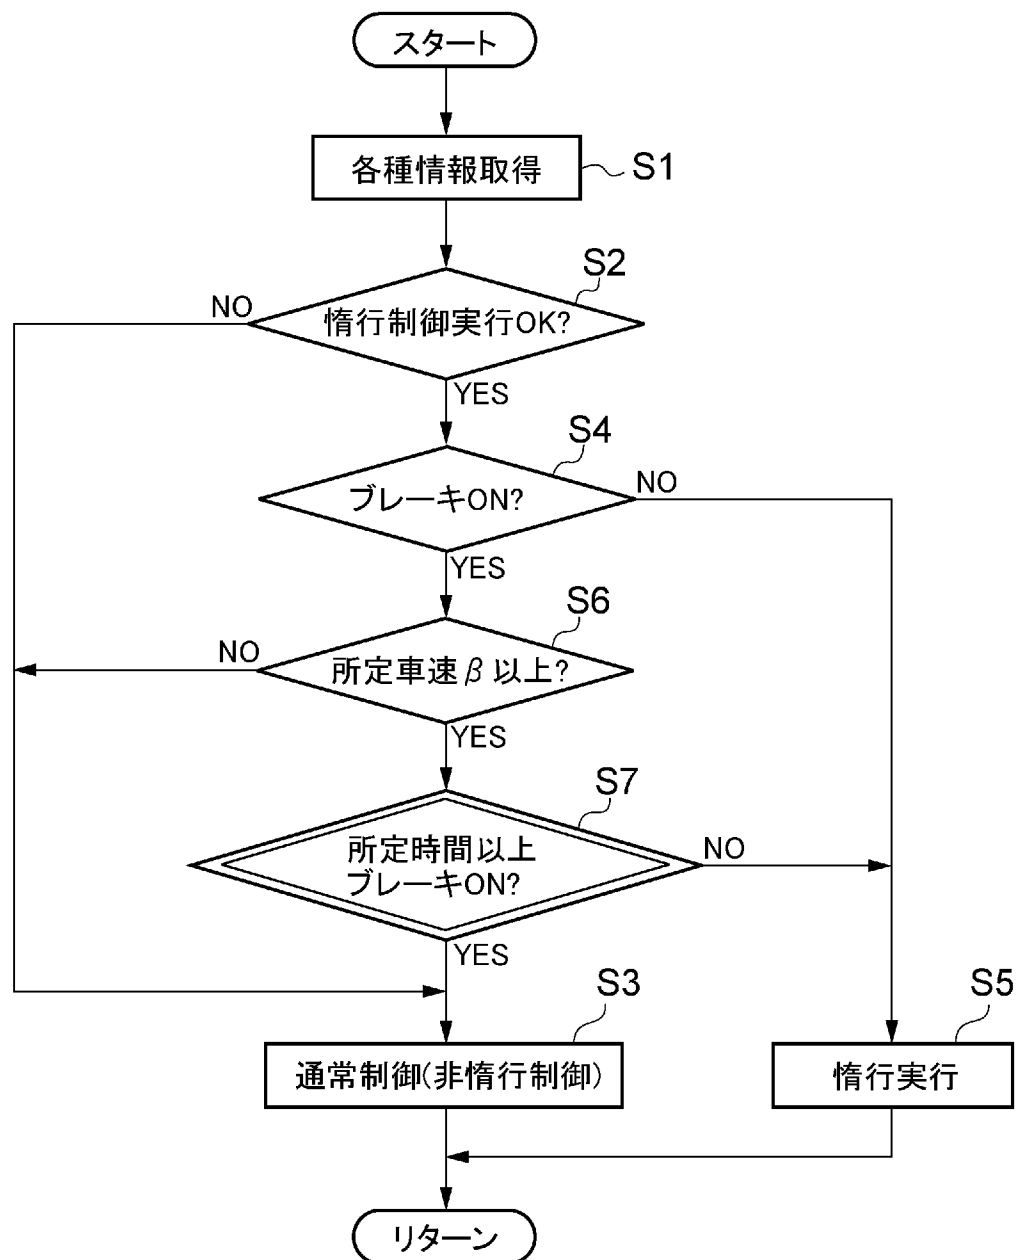 スタート
各種情報取得
S1
S2
NO
惰行制御実行OK?
YES
S4
ブレーキON?
NO
YES
S6
NO
所定車速β以上?
YES
S7
所定時間以上
ブレーキON?
NO
YES
S3
S5
通常制御(非惰行制御)
惰行実行
リターン